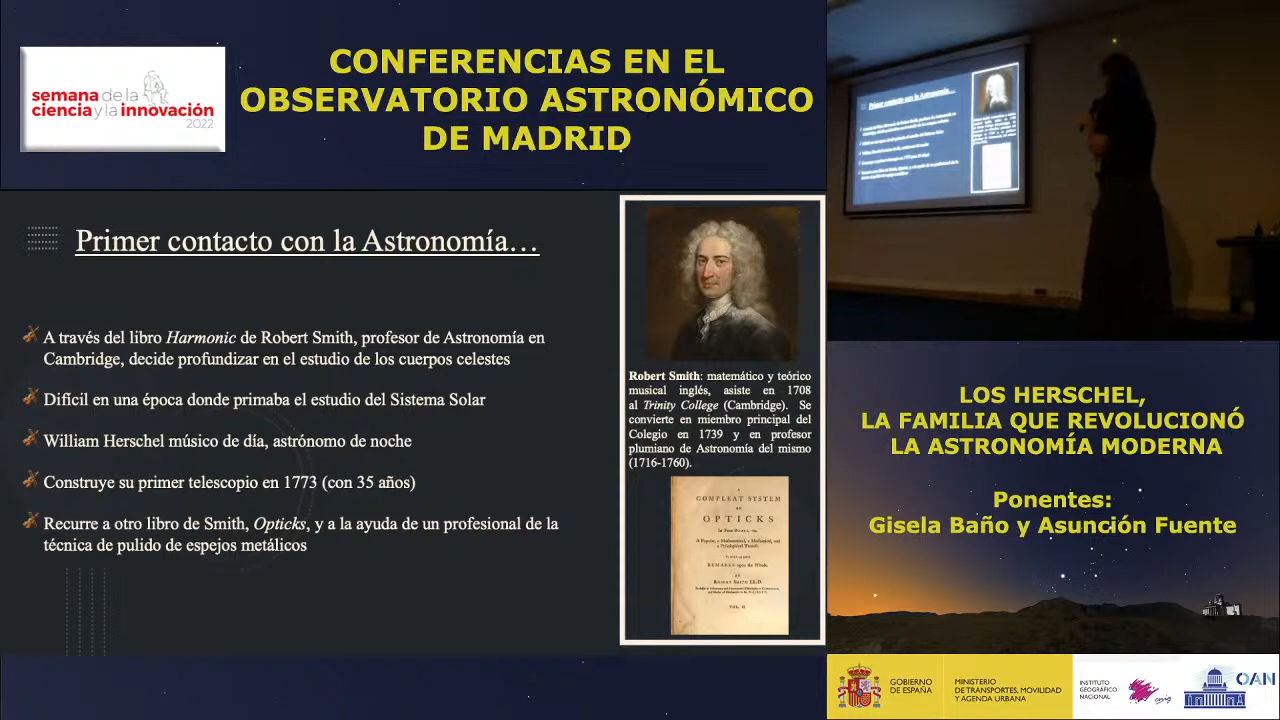 semana de la
ciencia y la innovación
2022
CONFERENCIAS EN EL
OBSERVATORIO ASTRONÓMICO
DE MADRID
Primer contacto con la Astronomía…
A través del libro Harmonic de Robert Smith, profesor de Astronomía en
Cambridge, decide profundizar en el estudio de los cuerpos celestes
Difícil en una época donde primaba el estudio del Sistema Solar
William Herschel músico de día, astrónomo de noche
Construye su primer telescopio en 1773 (con 35 años)
Recurre a otro libro de Smith, Opticks, y a la ayuda de un profesional de la
técnica de pulido de espejos metálicos
Robert Smith: matemático y teórico
musical inglés, asiste en 1708
al Trinity College (Cambridge). Se
convierte en miembro principal del
Colegio en 1739 y en profesor
plumiano de Astronomía del mismo
(1716-1760).
A
COMPLEAT SYSTEM
OF
OPTICKS
In Four Books, viz.
A Popular, a Mathematical, a Mechanical, and
a Philosophical Treatise.
REMARKS upon the Whole.
BY
ROBERT SMITH LL.D.
VOL. II.
Primer contacto con la Astronomía…
LOS HERSCHEL,
LA FAMILIA QUE REVOLUCIONÓ
LA ASTRONOMÍA MODERNA
Ponentes:
Gisela Baño y Asunción Fuente
GOBIERNO
DE ESPAÑA
MINISTERIO
DE TRANSPORTES, MOVILIDAD
Y AGENDA URBANA
INSTITUTO
GEOGRÁFICO
NACIONAL
cnig
OAN